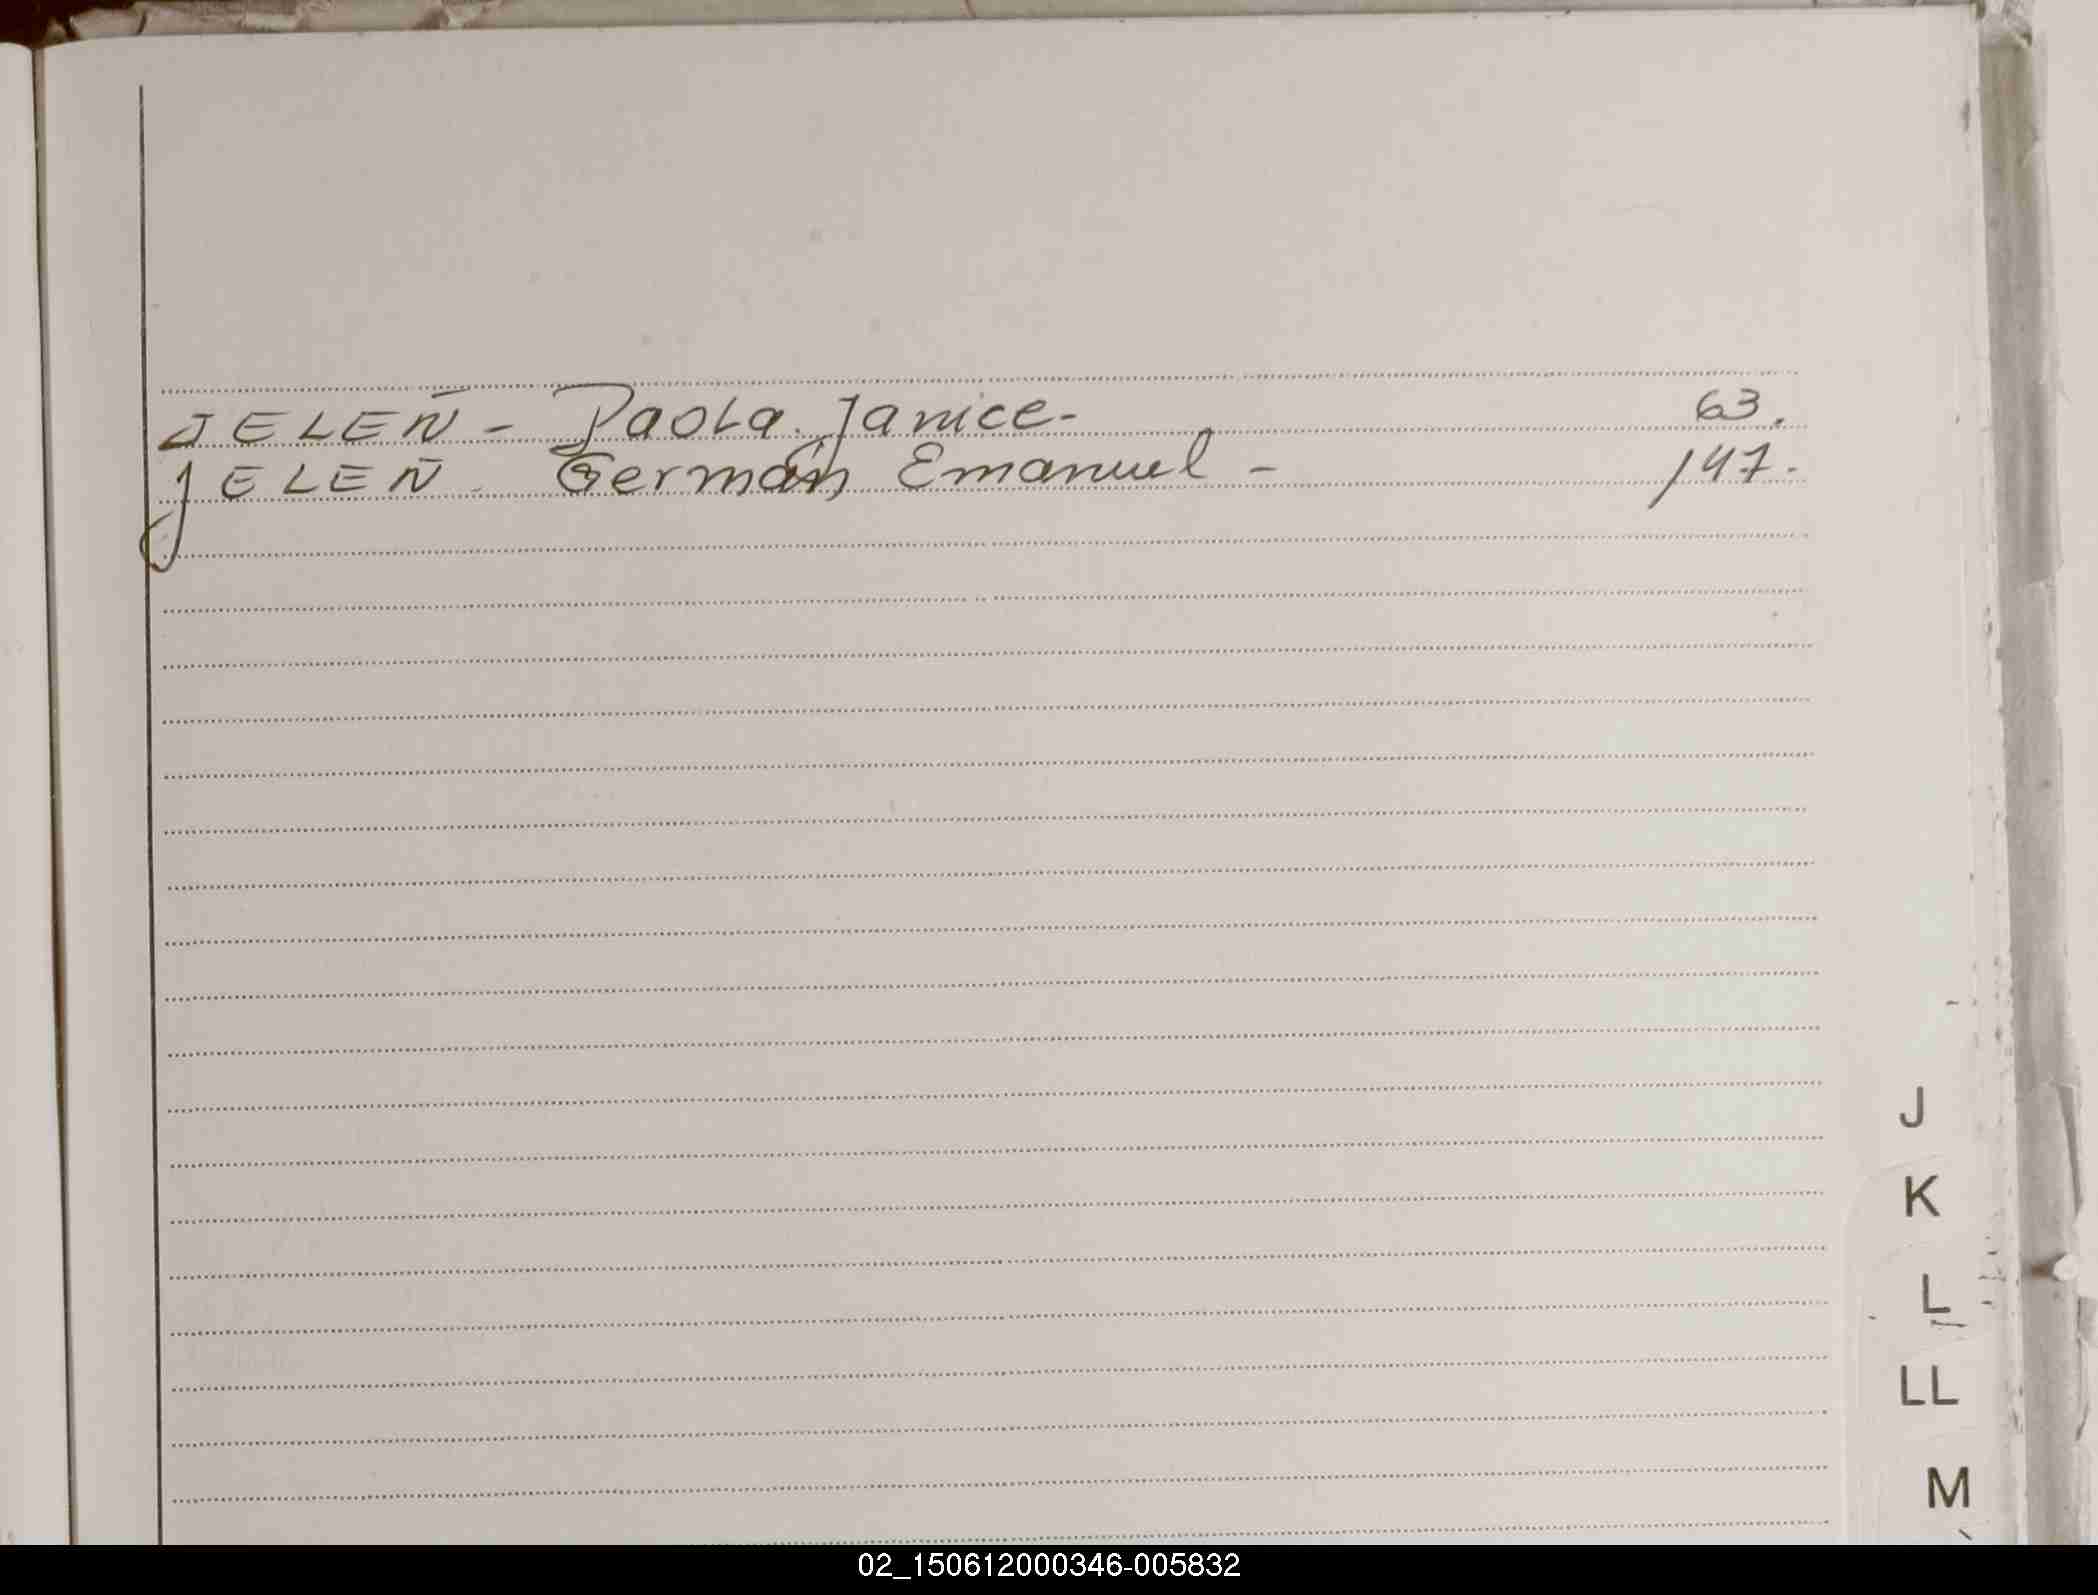 JELEÑ - Paola. Janice- 63.
JELEÑ. Germán Emanuel - 147.
J
K
L
LL
M
02_150612000346-005832